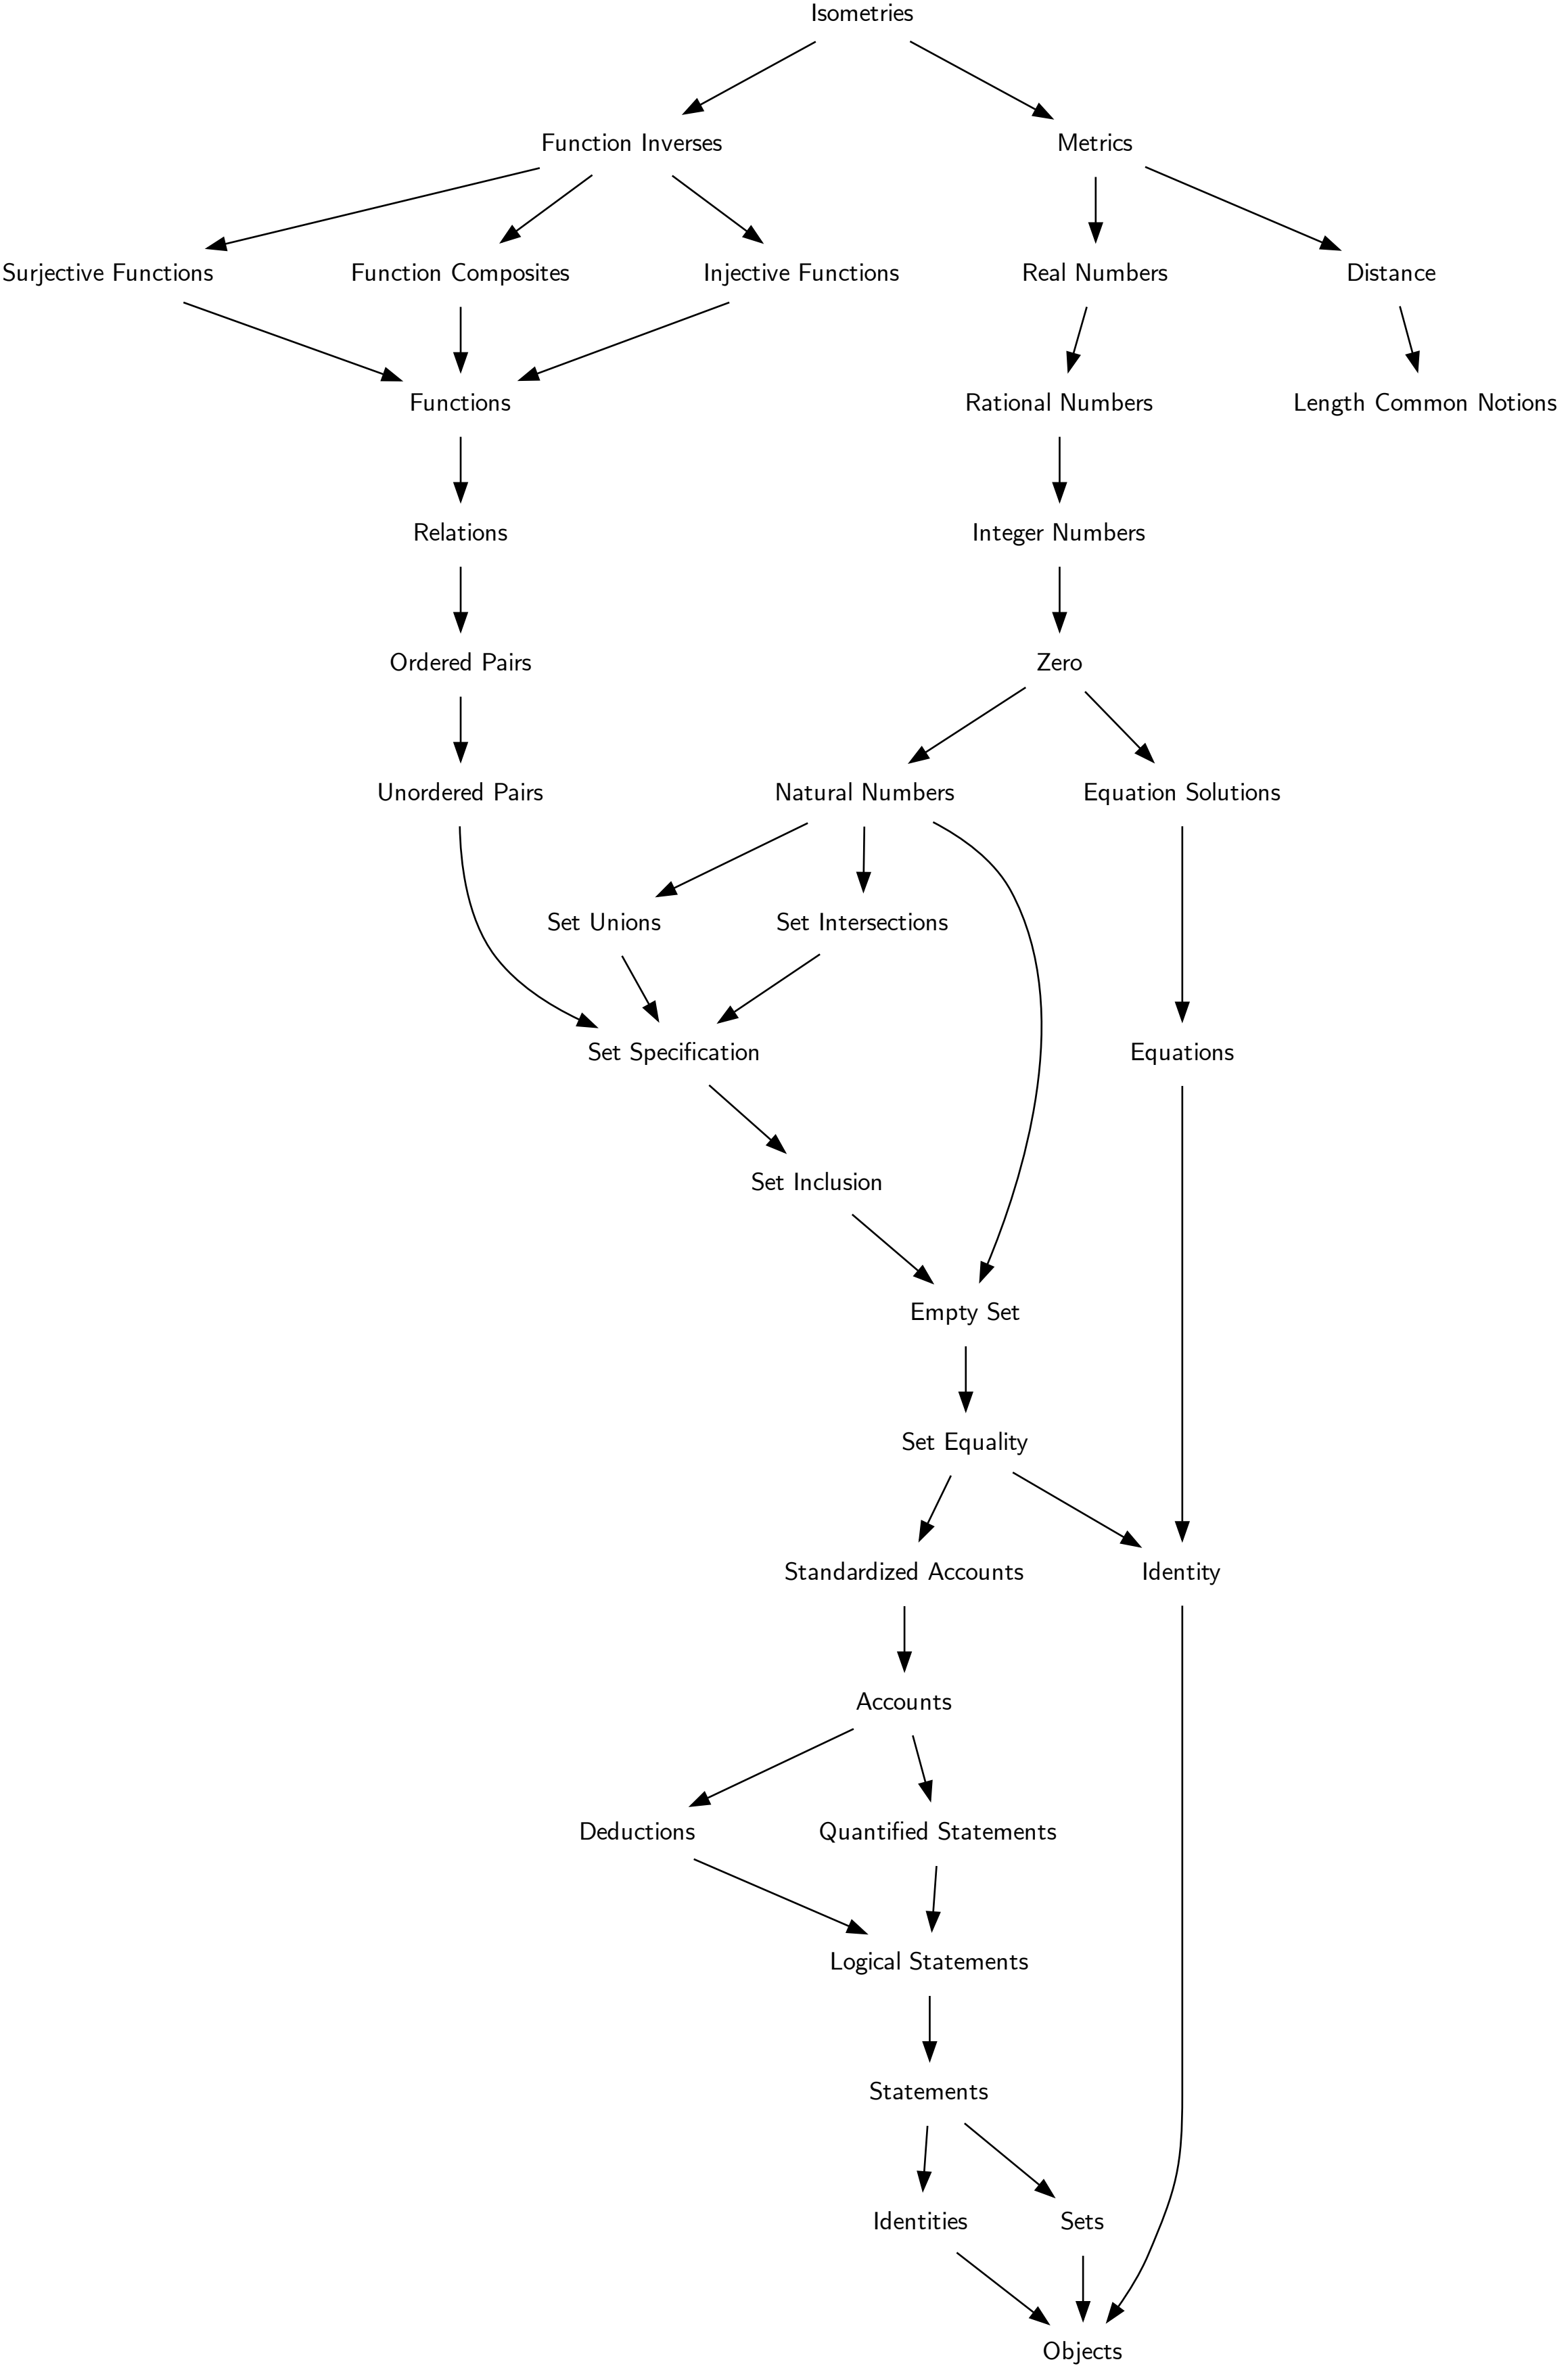 Isometries
Function Inverses
Metrics
Surjective Functions
Function Composites
Injective Functions
Real Numbers
Distance
Functions
Rational Numbers
Length Common Notions
Relations
Integer Numbers
Ordered Pairs
Zero
Unordered Pairs
Natural Numbers
Equation Solutions
Set Unions
Set Intersections
Set Specification
Equations
Set Inclusion
Empty Set
Set Equality
Standardized Accounts
Identity
Accounts
Deductions
Quantified Statements
Logical Statements
Statements
Identities
Sets
Objects